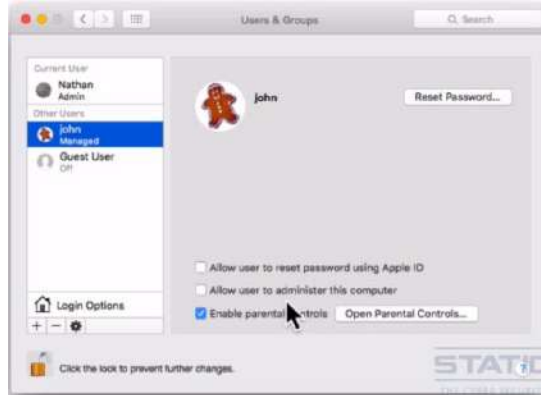 Users & Groups
Search
Current User
Nathan
Admin
Other Users
john
Managed
Guest User
Off
john
Reset Password...
Allow user to reset password using Apple ID
Allow user to administer this computer
Enable parental controls
Open Parental Controls...
Login Options
Click the lock to prevent further changes.